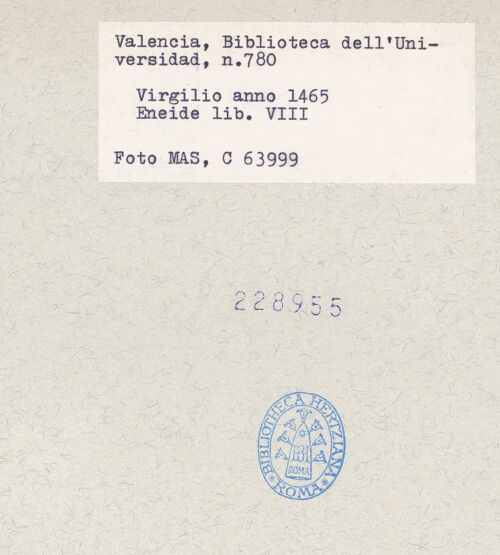 Valencia, Biblioteca dell'Uni-
versidad, n.780
Virgilio anno 1465
Eneide lib. VIII
Foto MAS, C 63999
228955
BIBLIOTHECA HERTZIANA
ROMA
ROMA